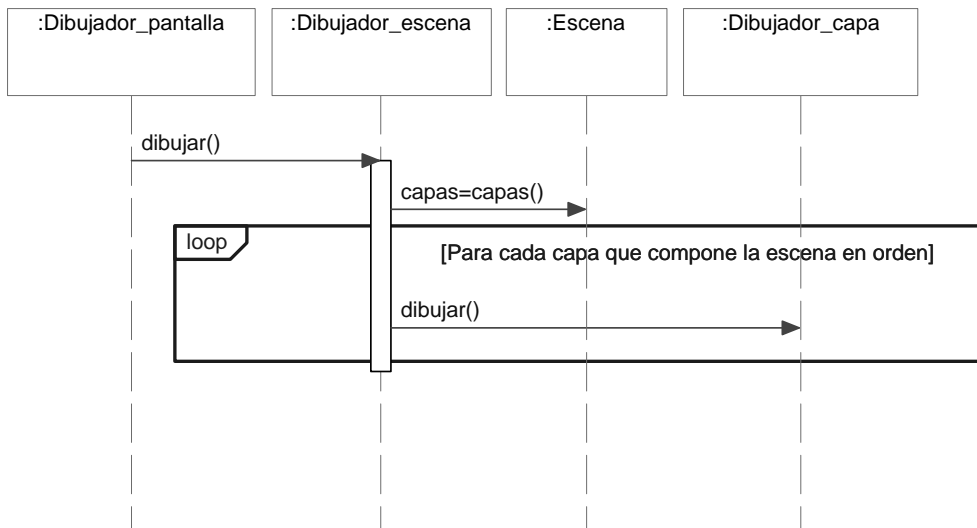 :Dibujador_pantalla
:Dibujador_escena
:Escena
:Dibujador_capa
dibujar()
capas=capas()
loop
[Para cada capa que compone la escena en orden]
dibujar()